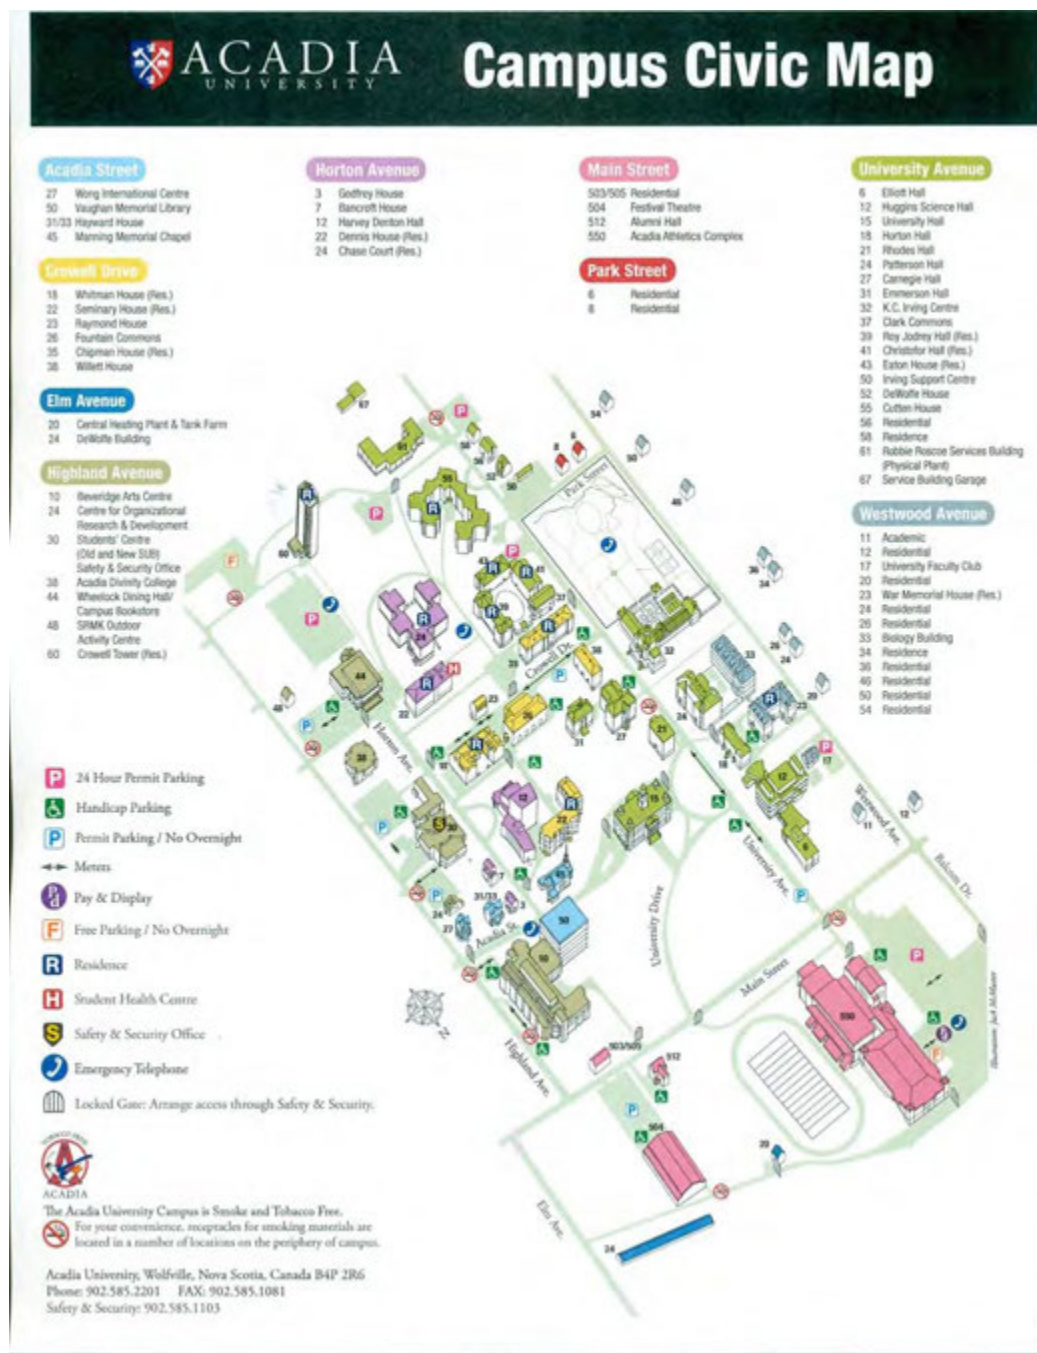 ACADIA
UNIVERSITY
Campus Civic Map
Acadia Street
27 Wong International Centre
50 Vaughan Memorial Library
31/33 Hayward House
45 Manning Memorial Chapel
Crowell Drive
18 Whitman House (Res.)
22 Seminary House (Res.)
23 Raymond House
26 Fountain Commons
35 Chipman House (Res.)
38 Willett House
Elm Avenue
20 Central Heating Plant & Tank Farm
24 DeWolfe Building
Highland Avenue
10 Beveridge Arts Centre
24 Centre for Organizational
Research & Development
30 Students' Centre
(Old and New SUB)
Safety & Security Office
38 Acadia Divinity College
44 Wheelock Dining Hall/
Campus Bookstore
48 SRMK Outdoor
Activity Centre
60 Crowell Tower (Res.)
Horton Avenue
3 Godfrey House
7 Bancroft House
12 Harvey Denton Hall
22 Dennis House (Res.)
24 Chase Court (Res.)
Main Street
503/505 Residential
504 Festival Theatre
512 Alumni Hall
550 Acadia Athletics Complex
Park Street
6 Residential
8 Residential
University Avenue
6 Elliott Hall
12 Huggins Science Hall
15 University Hall
18 Horton Hall
21 Rhodes Hall
24 Patterson Hall
27 Carnegie Hall
31 Emmerson Hall
32 K.C. Irving Centre
37 Clark Commons
39 Roy Jodrey Hall (Res.)
41 Christofor Hall (Res.)
43 Eaton House (Res.)
50 Irving Support Centre
52 DeWolfe House
55 Cutten House
56 Residential
58 Residence
61 Robbie Roscoe Services Building
(Physical Plant)
67 Service Building Garage
Westwood Avenue
11 Academic
12 Residential
17 University Faculty Club
20 Residential
23 War Memorial House (Res.)
24 Residential
26 Residential
33 Biology Building
34 Residence
36 Residential
46 Residential
50 Residential
54 Residential
Park Street
Crowell Dr.
Horton Ave.
Acadia St.
Highland Ave.
University Drive
University Ave.
Westwood Ave.
Balcom Dr.
Main Street
Elm Ave.
503/505
512
504
550
N
P 24 Hour Permit Parking
Handicap Parking
P Permit Parking / No Overnight
Meters
Pd Pay & Display
F Free Parking / No Overnight
R Residence
H Student Health Centre
S Safety & Security Office
Emergency Telephone
Locked Gate: Arrange access through Safety & Security.
TOBACCO FREE
ACADIA
The Acadia University Campus is Smoke and Tobacco Free.
For your convenience, receptacles for smoking materials are
located in a number of locations on the periphery of campus.
Acadia University, Wolfville, Nova Scotia, Canada B4P 2R6
Phone: 902.585.2201 FAX: 902.585.1081
Safety & Security: 902.585.1103